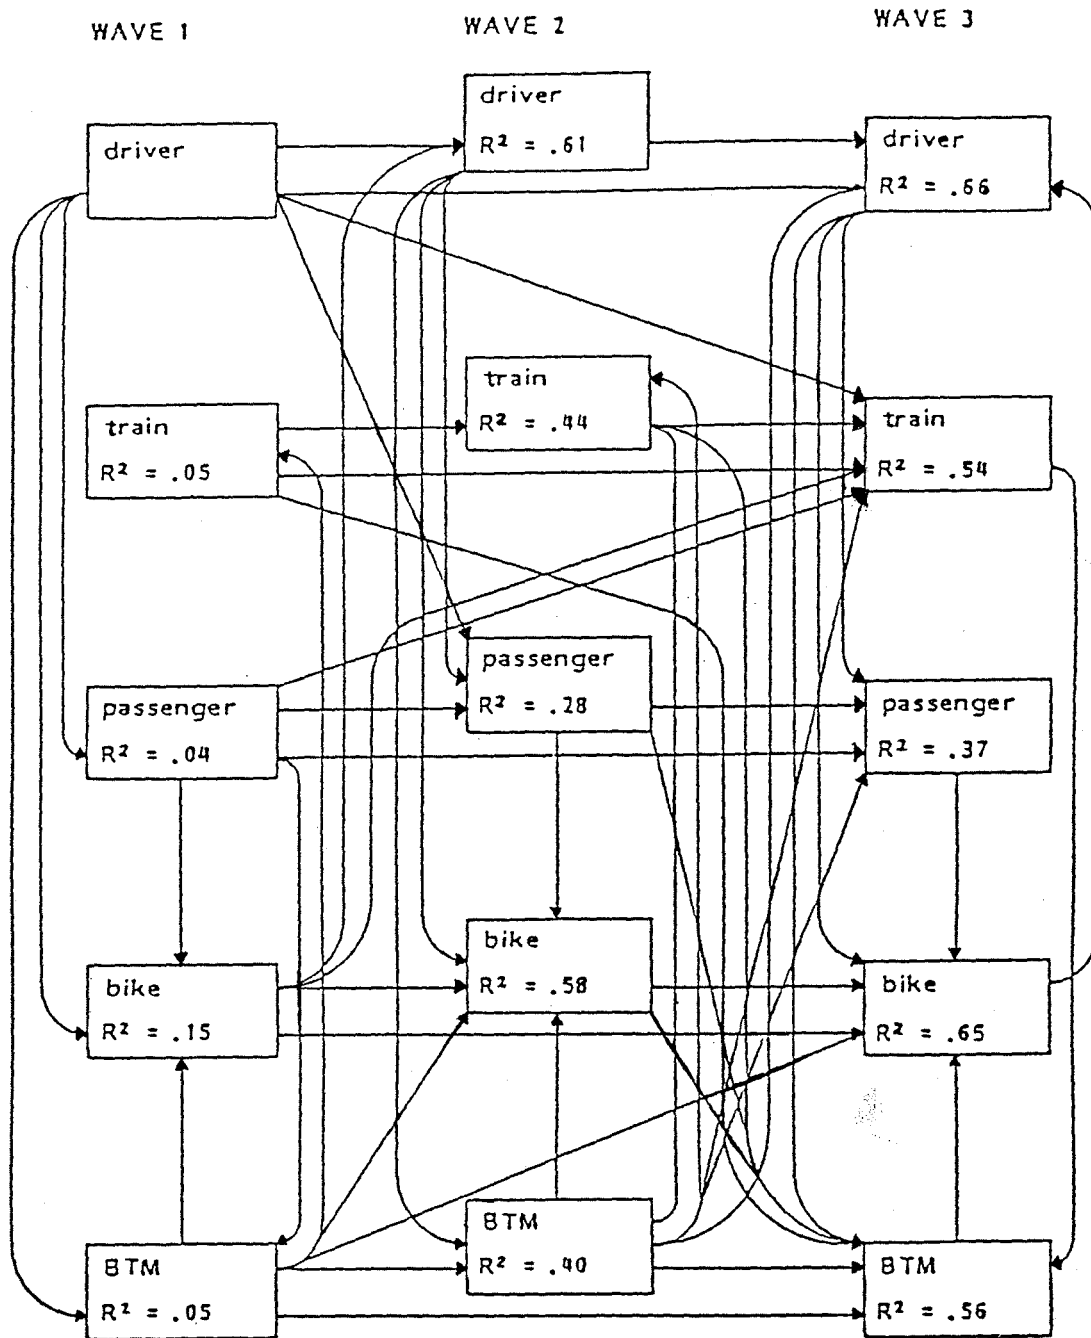 WAVE 1
WAVE 2
WAVE 3
driver
driver
R² = .61
driver
R² = .66
train
R² = .05
train
R² = .44
train
R² = .54
passenger
R² = .04
passenger
R² = .28
passenger
R² = .37
bike
R² = .15
bike
R² = .58
bike
R² = .65
BTM
R² = .05
BTM
R² = .40
BTM
R² = .56